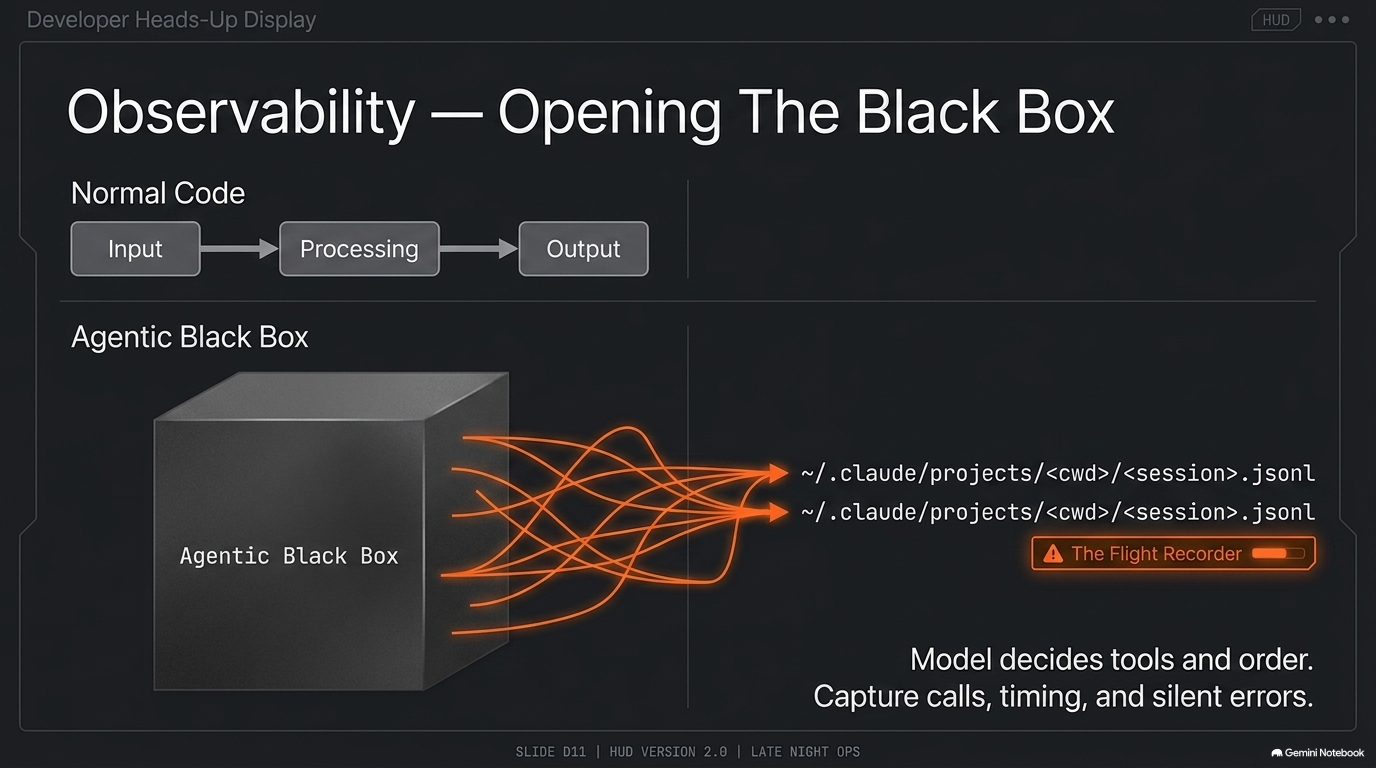 Developer Heads-Up Display
HUD
Observability — Opening The Black Box
Normal Code
Input
Processing
Output
Agentic Black Box
Agentic Black Box
~/.claude/projects/<cwd>/<session>.jsonl
~/.claude/projects/<cwd>/<session>.jsonl
The Flight Recorder
Model decides tools and order.
Capture calls, timing, and silent errors.
SLIDE D11 | HUD VERSION 2.0 | LATE NIGHT OPS
Gemini Notebook